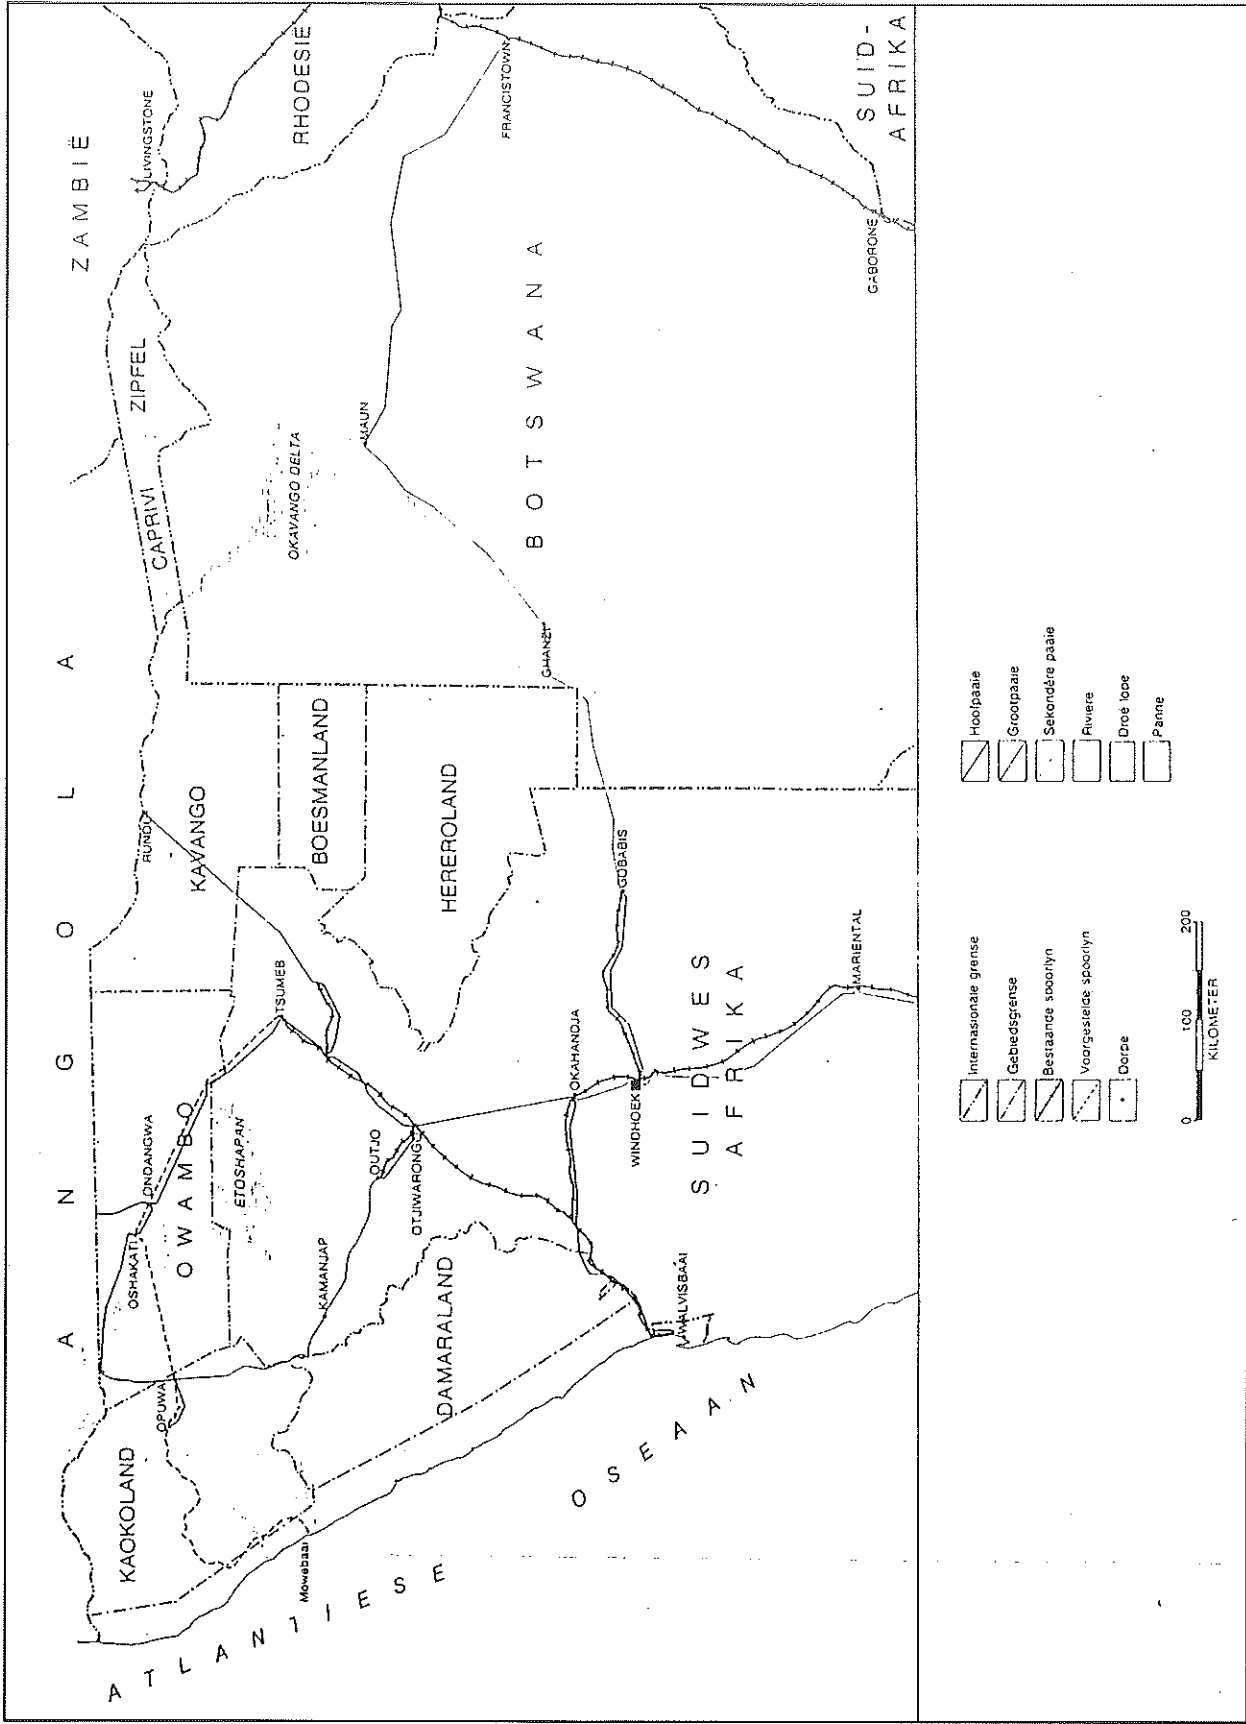 ZAMBIË
ANGOLA
LIVINGSTONE
RHODESIË
CAPRIVI
ZIPFEL
RUNDU
KAVANGO
KAOKOLAND
OPUWA
OSHAKATI
ONDANGWA
OWAMBO
ETOSHAPAN
TSUMEB
BOESMANLAND
OKAVANGO DELTA
MAUN
FRANCISTOWN
BOTSWANA
Mowebaai
KAMANJAP
OUTJO
OTJIWARONGO
DAMARALAND
HEREROLAND
GHANZI
OKAHANDJA
GOBABIS
WINDHOEK
WALVISBAAI
SUIDWES
AFRIKA
MARIENTAL
GABORONE
SUID-
AFRIKA
ATLANTIESE
OSEAAN
Internasionale grense
Gebiedsgrense
Bestaande spoorlyn
Voorgestelde spoorlyn
Dorpe
Hoofpaaie
Grootpaaie
Sekondêre paaie
Riviere
Droë lope
Panne
0 100 200
KILOMETER